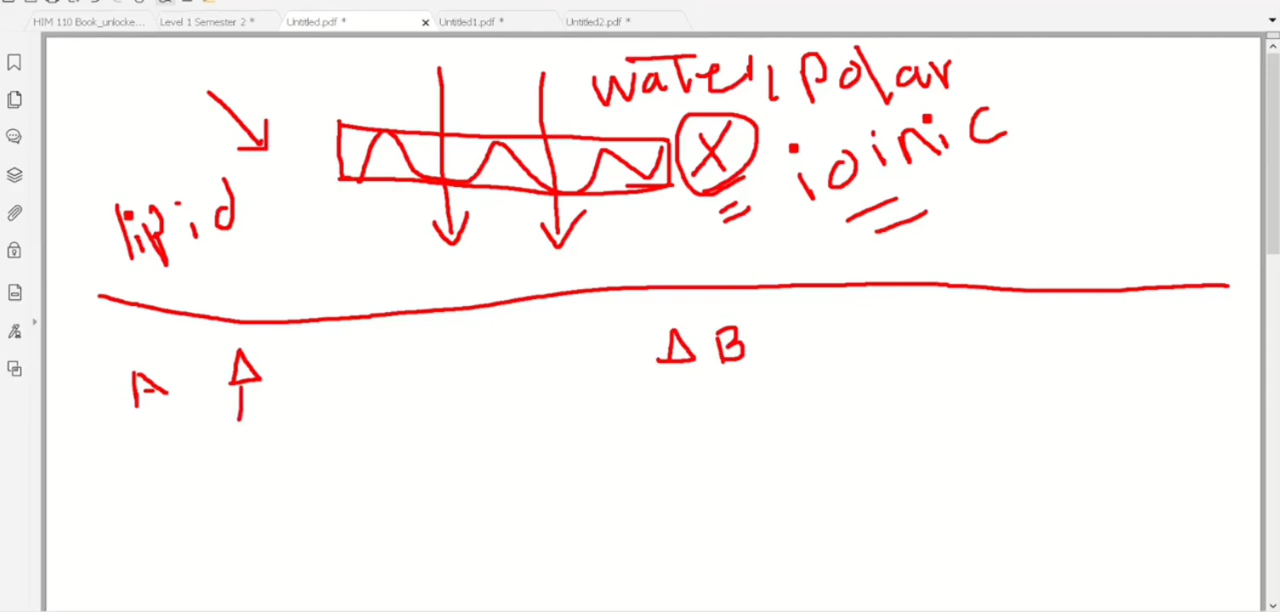 HIM 110 Book_unlocke... Level 1 Semester 2 * Untitled.pdf * x Untitled1.pdf * Untitled2.pdf *
water, polar
X ioinic
lipid
Δ B
A